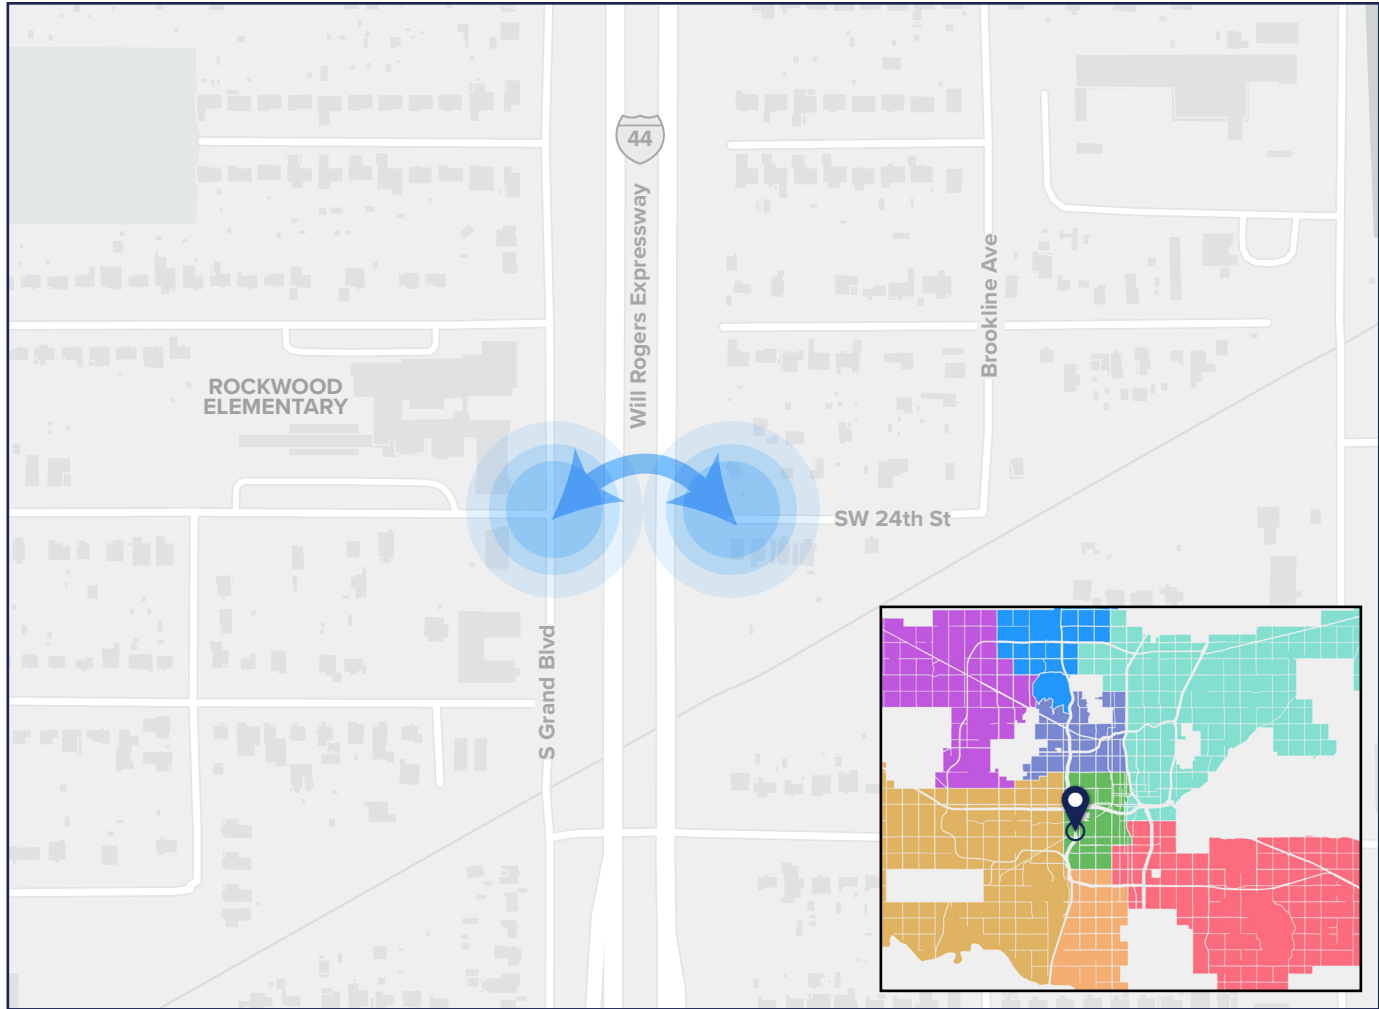 44
Will Rogers Expressway
Brookline Ave
ROCKWOOD
ELEMENTARY
SW 24th St
S Grand Blvd